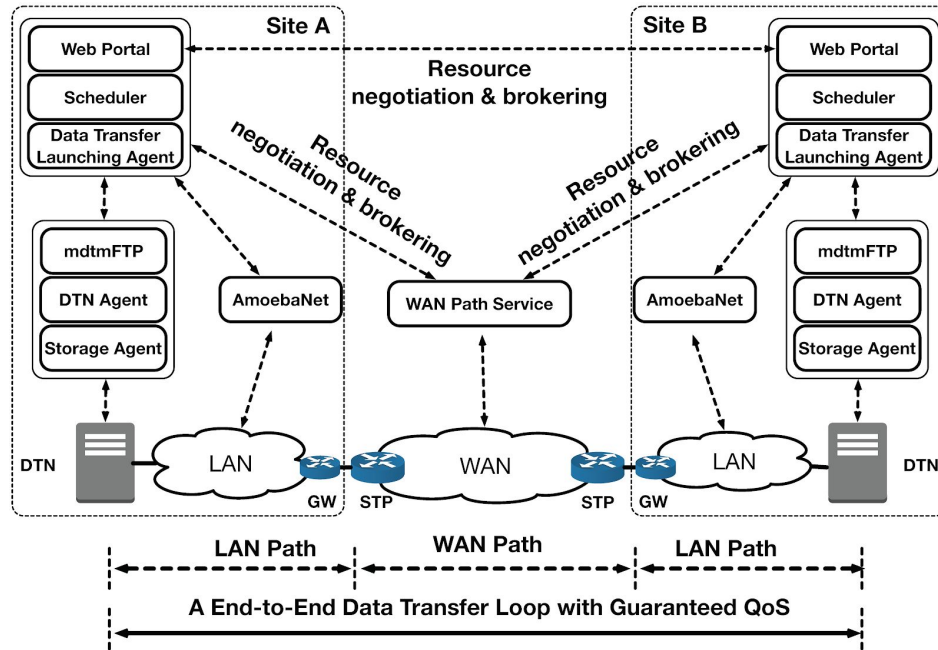 Site A
Site B
Web Portal
Scheduler
Data Transfer
Launching Agent
Resource
negotiation & brokering
Web Portal
Scheduler
Data Transfer
Launching Agent
Resource
negotiation & brokering
Resource
negotiation & brokering
mdtmFTP
DTN Agent
Storage Agent
AmoebaNet
WAN Path Service
AmoebaNet
mdtmFTP
DTN Agent
Storage Agent
DTN
LAN
GW
STP
WAN
STP
GW
LAN
DTN
LAN Path
WAN Path
LAN Path
A End-to-End Data Transfer Loop with Guaranteed QoS